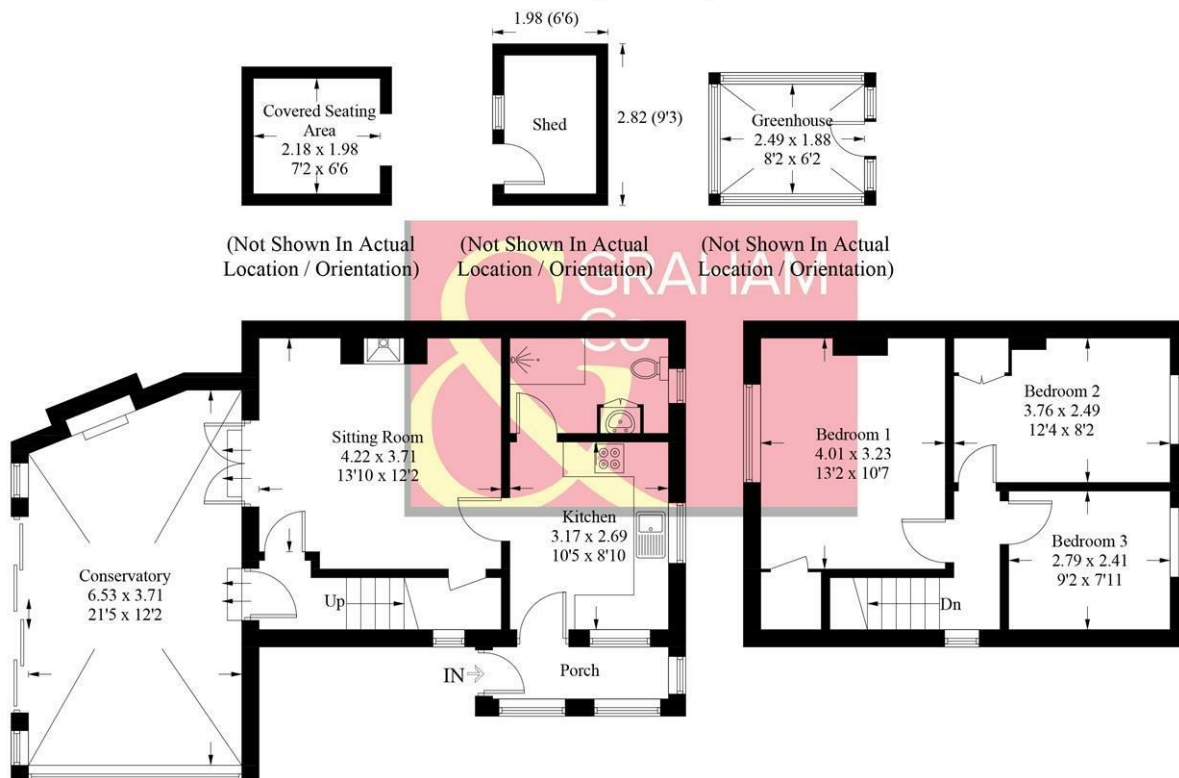 1.98 (6'6)
2.82 (9'3)
Covered Seating
Area
2.18 x 1.98
7'2 x 6'6
Shed
Greenhouse
2.49 x 1.88
8'2 x 6'2
(Not Shown In Actual
Location / Orientation)
(Not Shown In Actual
Location / Orientation)
(Not Shown In Actual
Location / Orientation)
&
GRAHAM
Co
Sitting Room
4.22 x 3.71
13'10 x 12'2
Kitchen
3.17 x 2.69
10'5 x 8'10
Conservatory
6.53 x 3.71
21'5 x 12'2
Up
IN
Porch
Bedroom 1
4.01 x 3.23
13'2 x 10'7
Bedroom 2
3.76 x 2.49
12'4 x 8'2
Bedroom 3
2.79 x 2.41
9'2 x 7'11
Dn